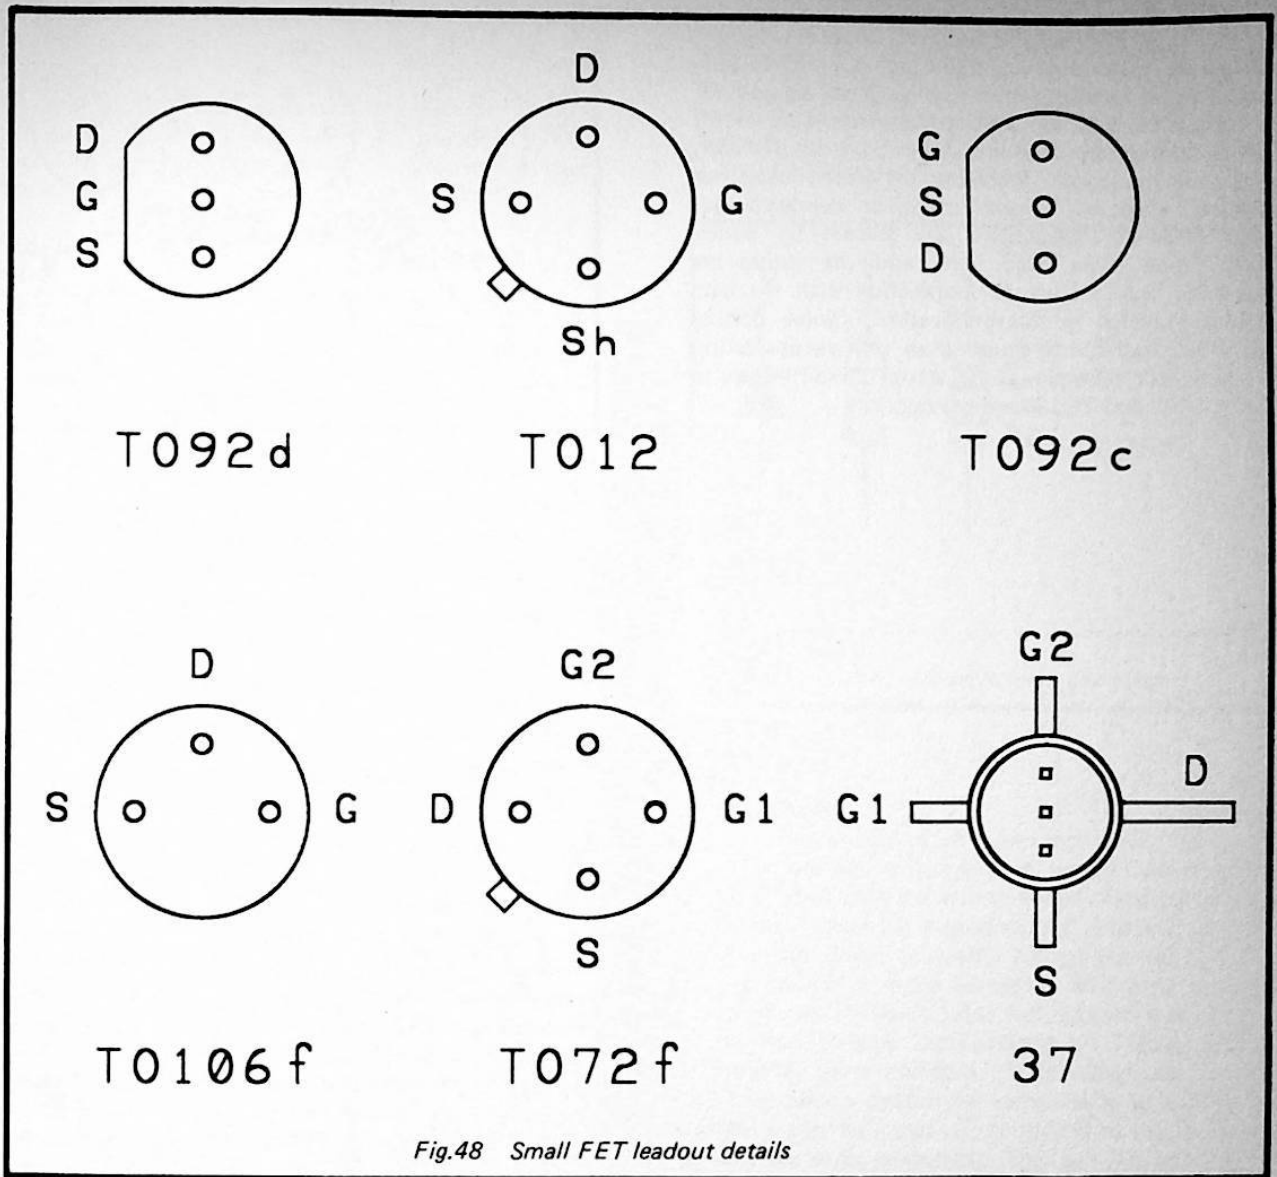 D
G
S
TO92d
D
S
G
Sh
TO12
G
S
D
TO92c
D
S
G
TO106f
G2
D
G1
S
TO72f
G2
G1
D
S
37
Fig.48 Small FET leadout details